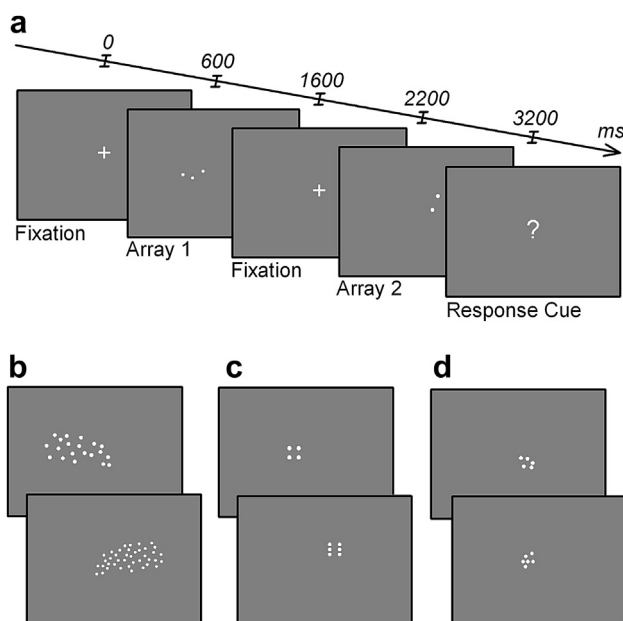 a
0
600
1600
2200
3200
ms
+
+
?
Fixation
Array 1
Fixation
Array 2
Response Cue
b
c
d